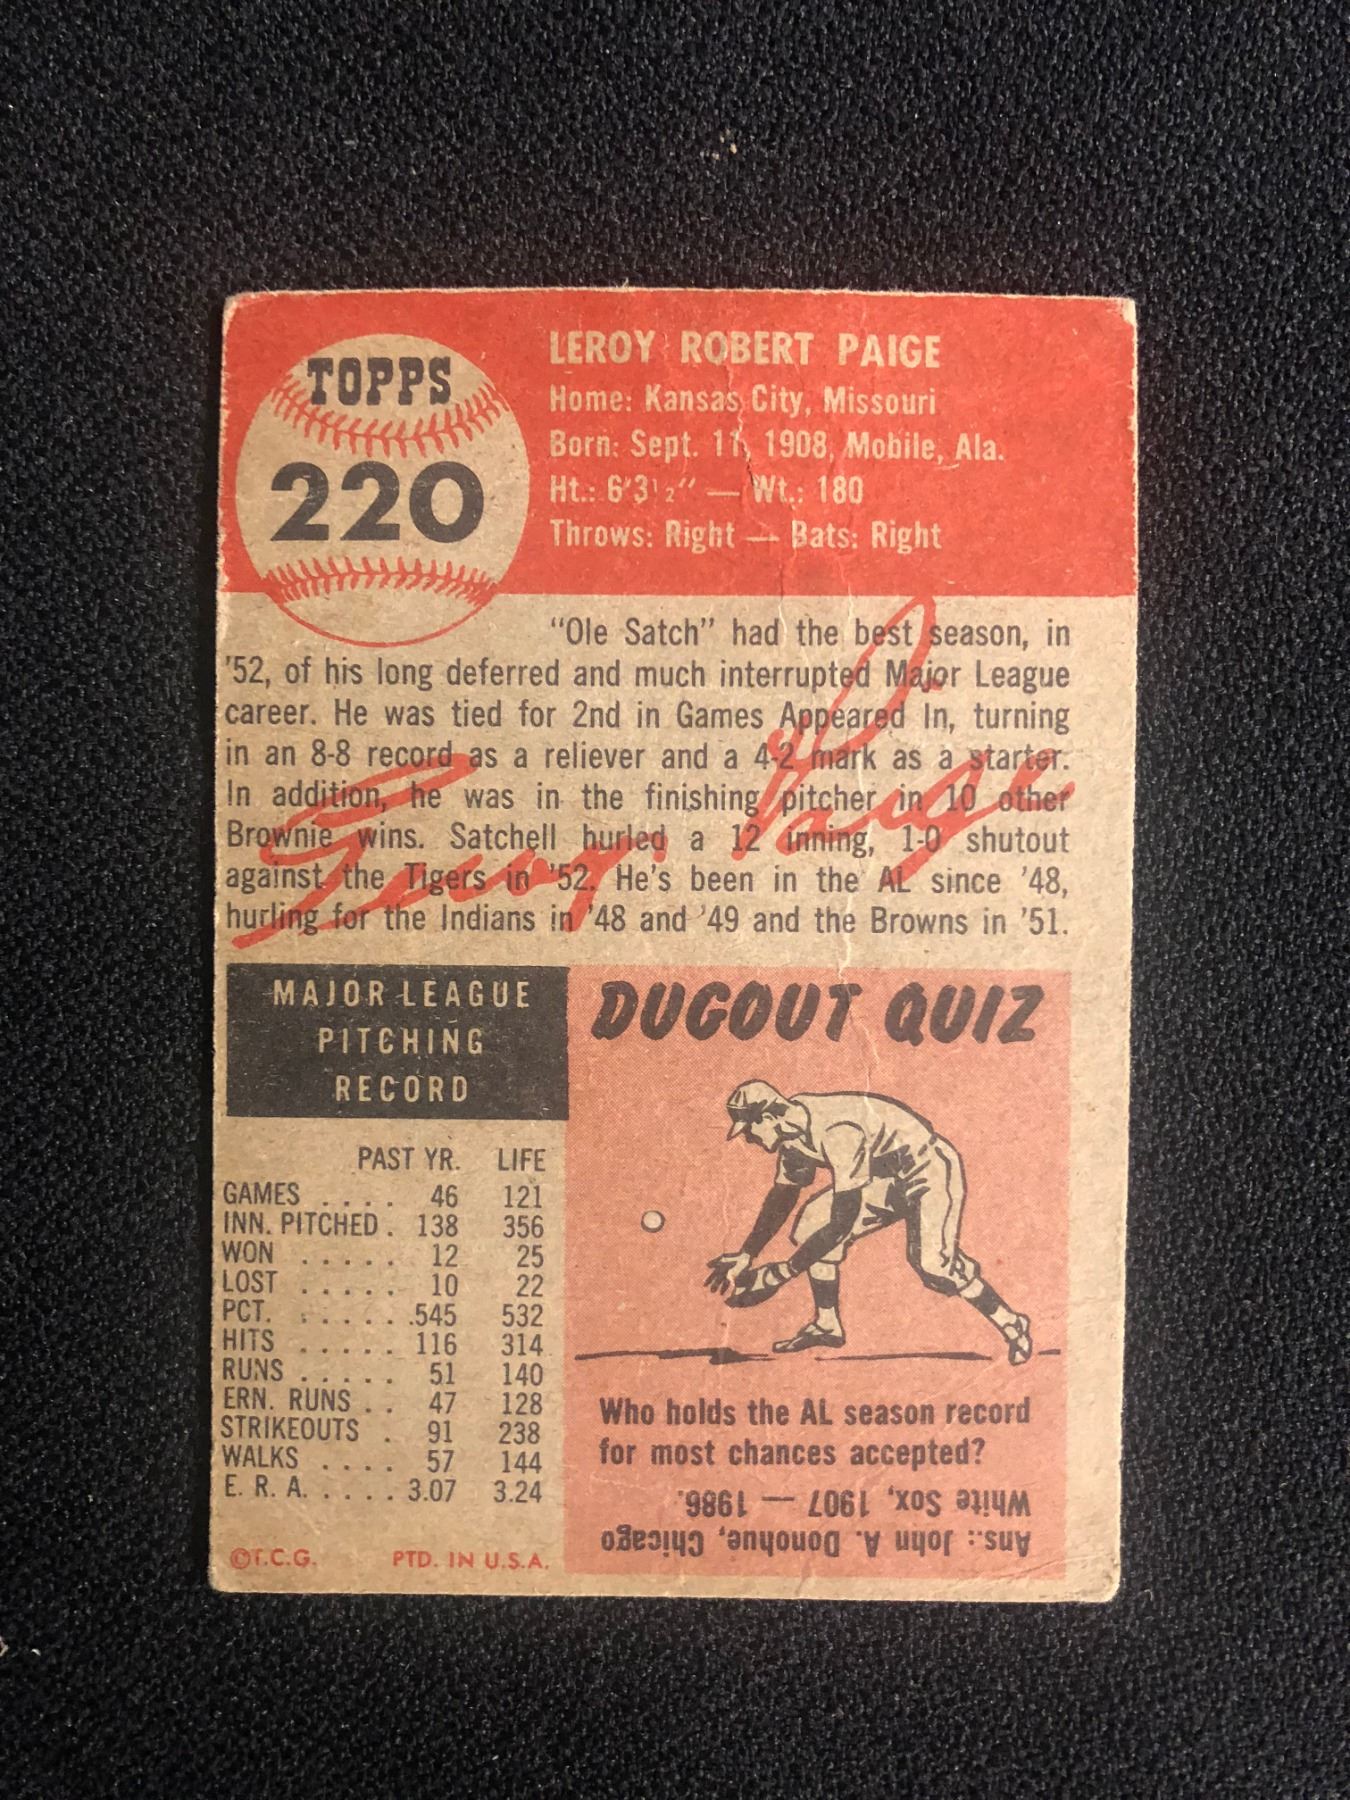 TOPPS
220
LEROY ROBERT PAIGE
Home: Kansas City, Missouri
Born: Sept. 11, 1908, Mobile, Ala.
Ht.: 6'3½" — Wt.: 180
Throws: Right — Bats: Right
"Ole Satch" had the best season, in
'52, of his long deferred and much interrupted Major League
career. He was tied for 2nd in Games Appeared In, turning
in an 8-8 record as a reliever and a 4-2 mark as a starter.
In addition, he was in the finishing pitcher in 10 other
Brownie wins. Satchell hurled a 12 inning, 1-0 shutout
against the Tigers in '52. He's been in the AL since '48,
hurling for the Indians in '48 and '49 and the Browns in '51.
Paige
MAJOR LEAGUE
PITCHING
RECORD
PAST YR. LIFE
GAMES .... 46 121
INN. PITCHED . 138 356
WON ..... 12 25
LOST ..... 10 22
PCT. ...... .545 532
HITS ..... 116 314
RUNS ..... 51 140
ERN. RUNS .. 47 128
STRIKEOUTS . 91 238
WALKS .... 57 144
E. R. A. .... 3.07 3.24
©T.C.G. PTD. IN U.S.A.
DUGOUT QUIZ
Who holds the AL season record
for most chances accepted?
Ans.: John A. Donohue, Chicago
White Sox, 1907 — 1986.